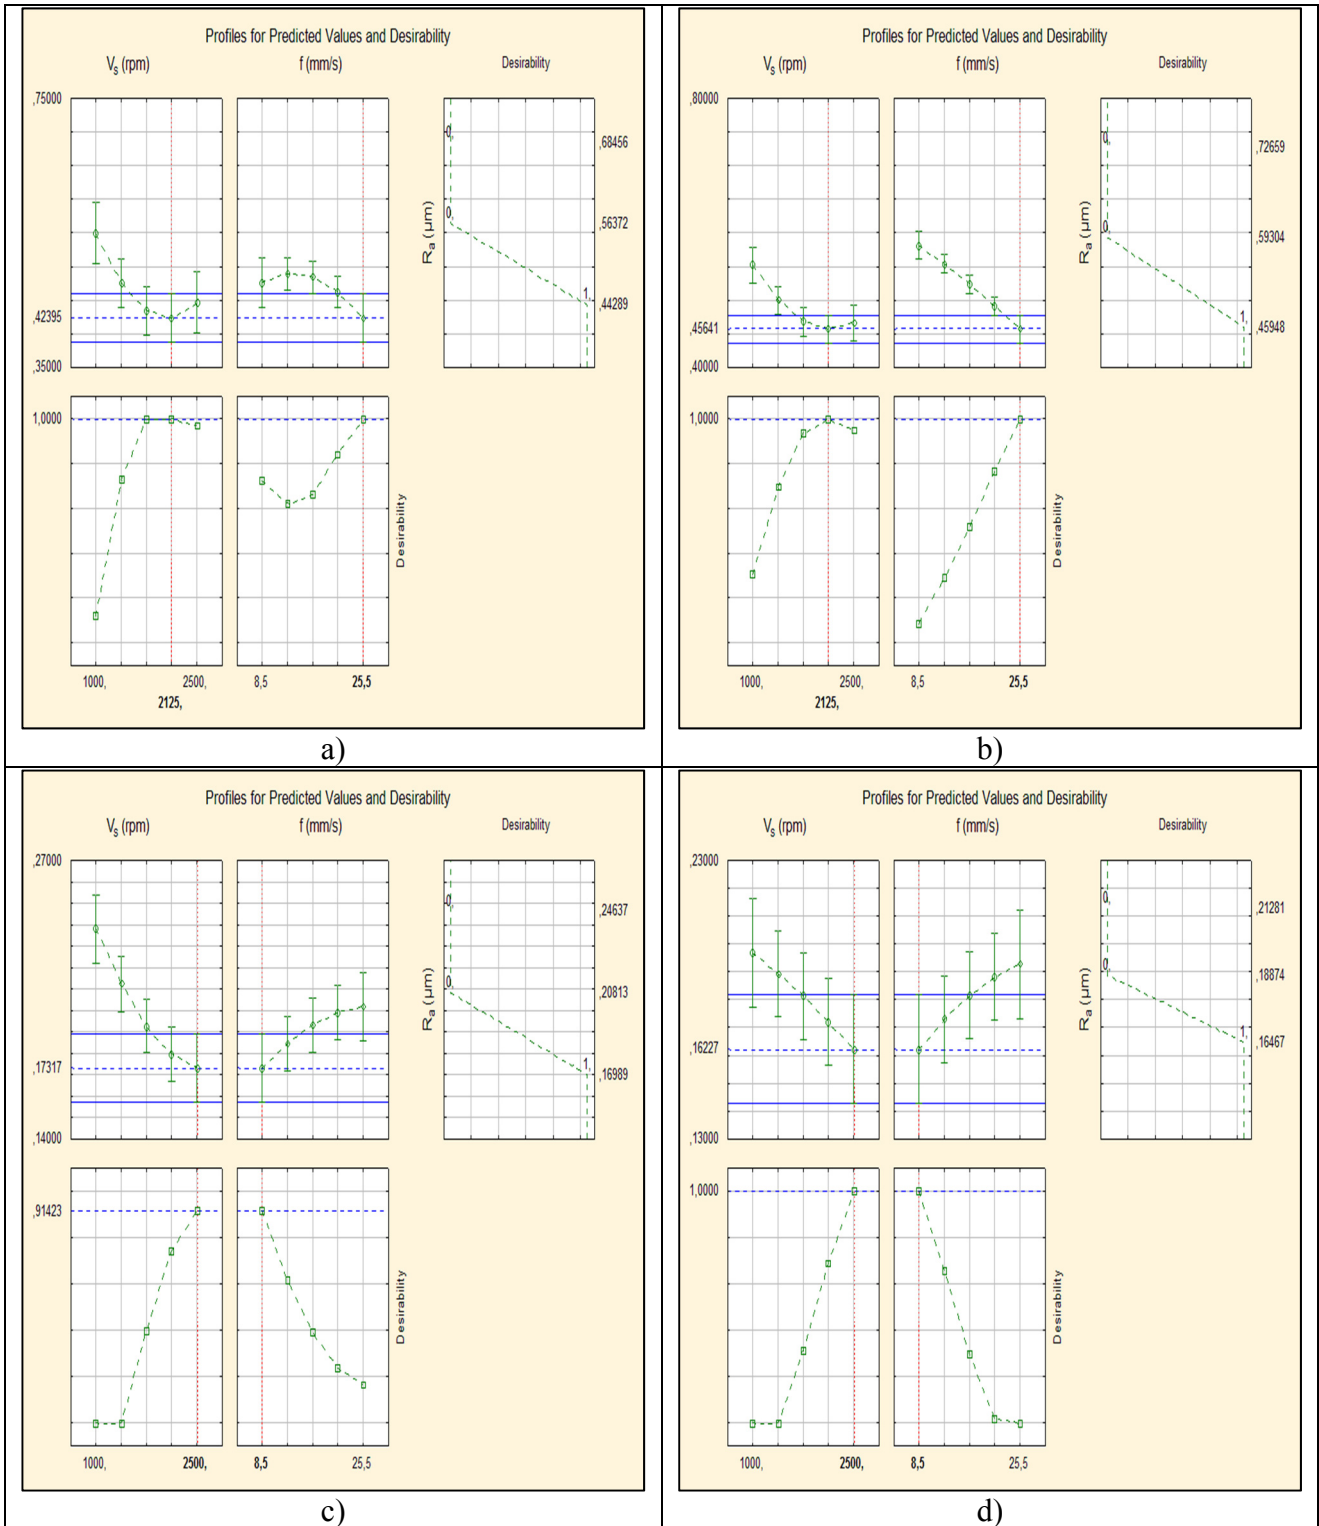 Profiles for Predicted Values and Desirability
Vs (rpm) f (mm/s) Desirability
,75000
,42395
,35000
0,
0,
1,
Ra (µm)
,68456
,56372
,44289
1,0000
Desirability
1000, 2500, 8,5 25,5
2125,
a)
Profiles for Predicted Values and Desirability
Vs (rpm) f (mm/s) Desirability
,80000
,45641
,40000
0,
0,
1,
Ra (µm)
,72659
,59304
,45948
1,0000
Desirability
1000, 2500, 8,5 25,5
2125,
b)
Profiles for Predicted Values and Desirability
Vs (rpm) f (mm/s) Desirability
,27000
,17317
,14000
0,
0,
1,
Ra (µm)
,24637
,20813
,16989
,91423
Desirability
1000, 2500, 8,5 25,5
c)
Profiles for Predicted Values and Desirability
Vs (rpm) f (mm/s) Desirability
,23000
,16227
,13000
0,
0,
1,
Ra (µm)
,21281
,18874
,16467
1,0000
Desirability
1000, 2500, 8,5 25,5
d)